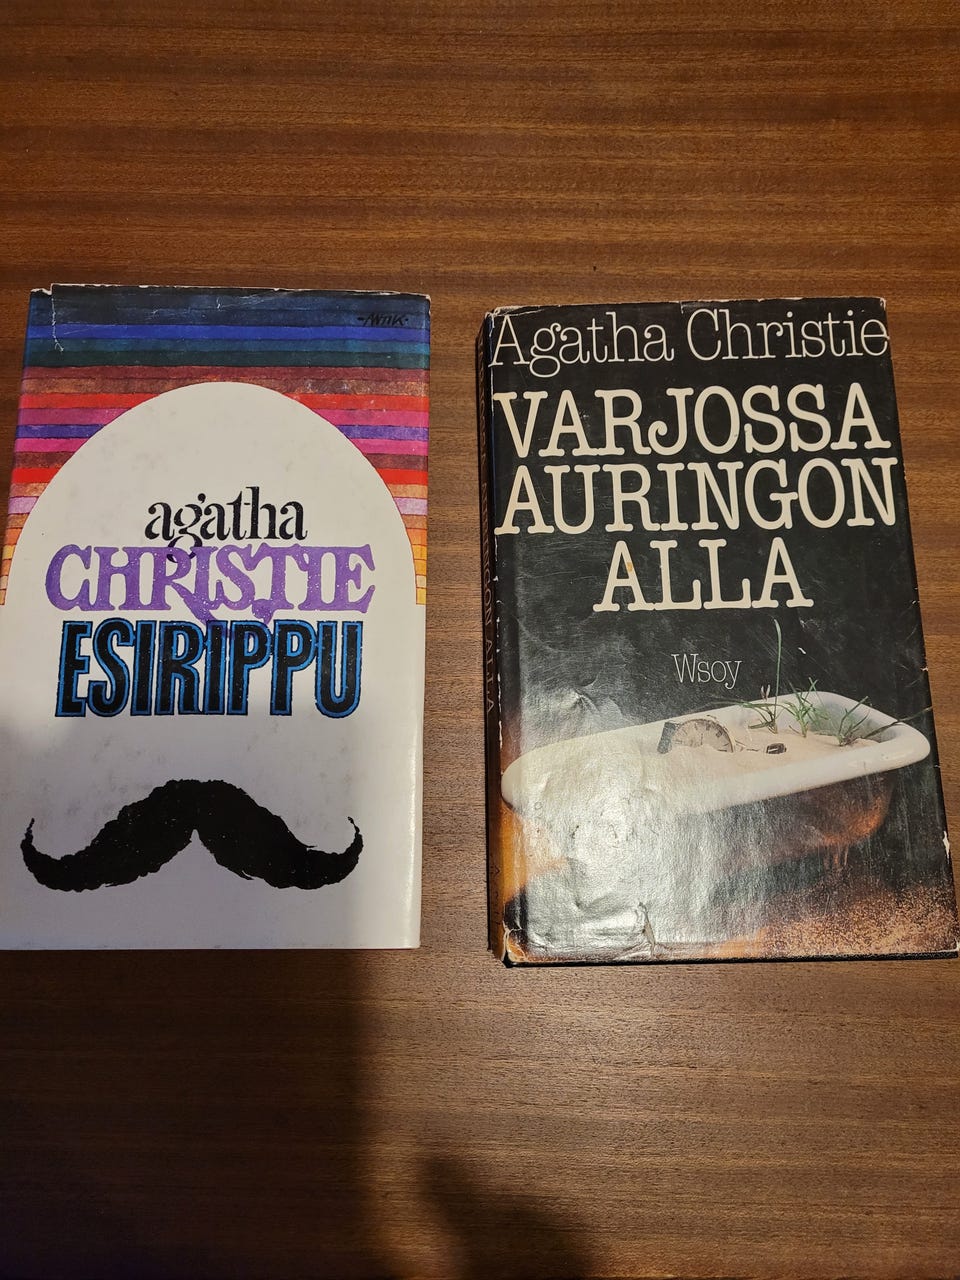 agatha
CHRISTIE
ESIRIPPU
Agatha Christie
VARJOSSA
AURINGON
ALLA
Wsoy